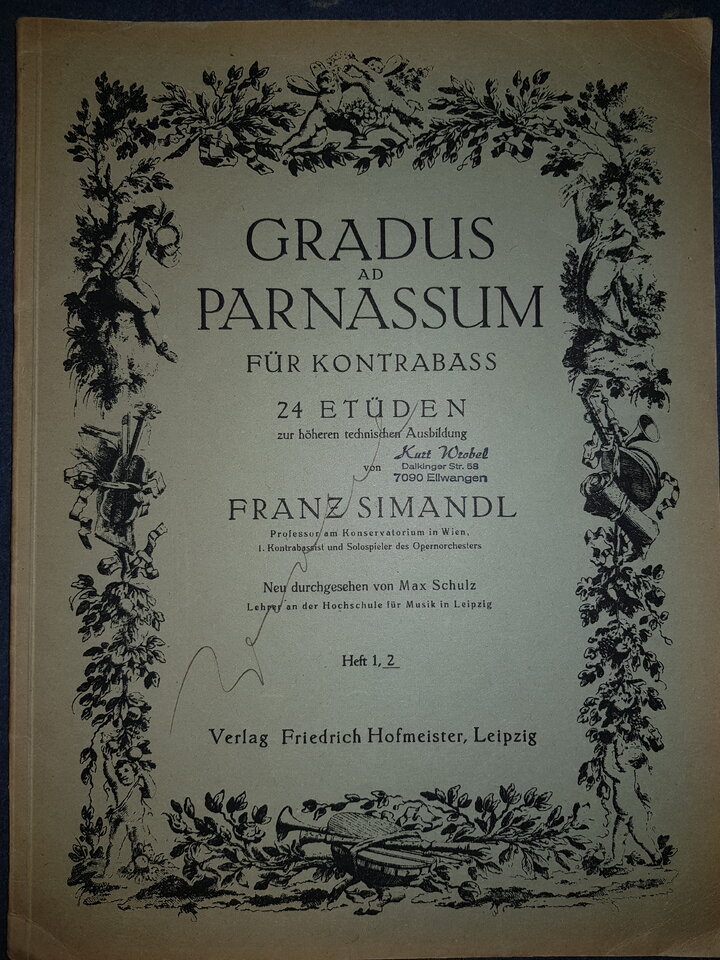 GRADUS
AD
PARNASSUM
FÜR KONTRABASS
24 ETÜDEN
zur höheren technischen Ausbildung
von
Kurt Wrobel
Dalkinger Str. 58
7090 Ellwangen
FRANZ SIMANDL
Professor am Konservatorium in Wien,
I. Kontrabassist und Solospieler des Opernorchesters
Neu durchgesehen von Max Schulz
Lehrer an der Hochschule für Musik in Leipzig
Heft 1, 2
Verlag Friedrich Hofmeister, Leipzig